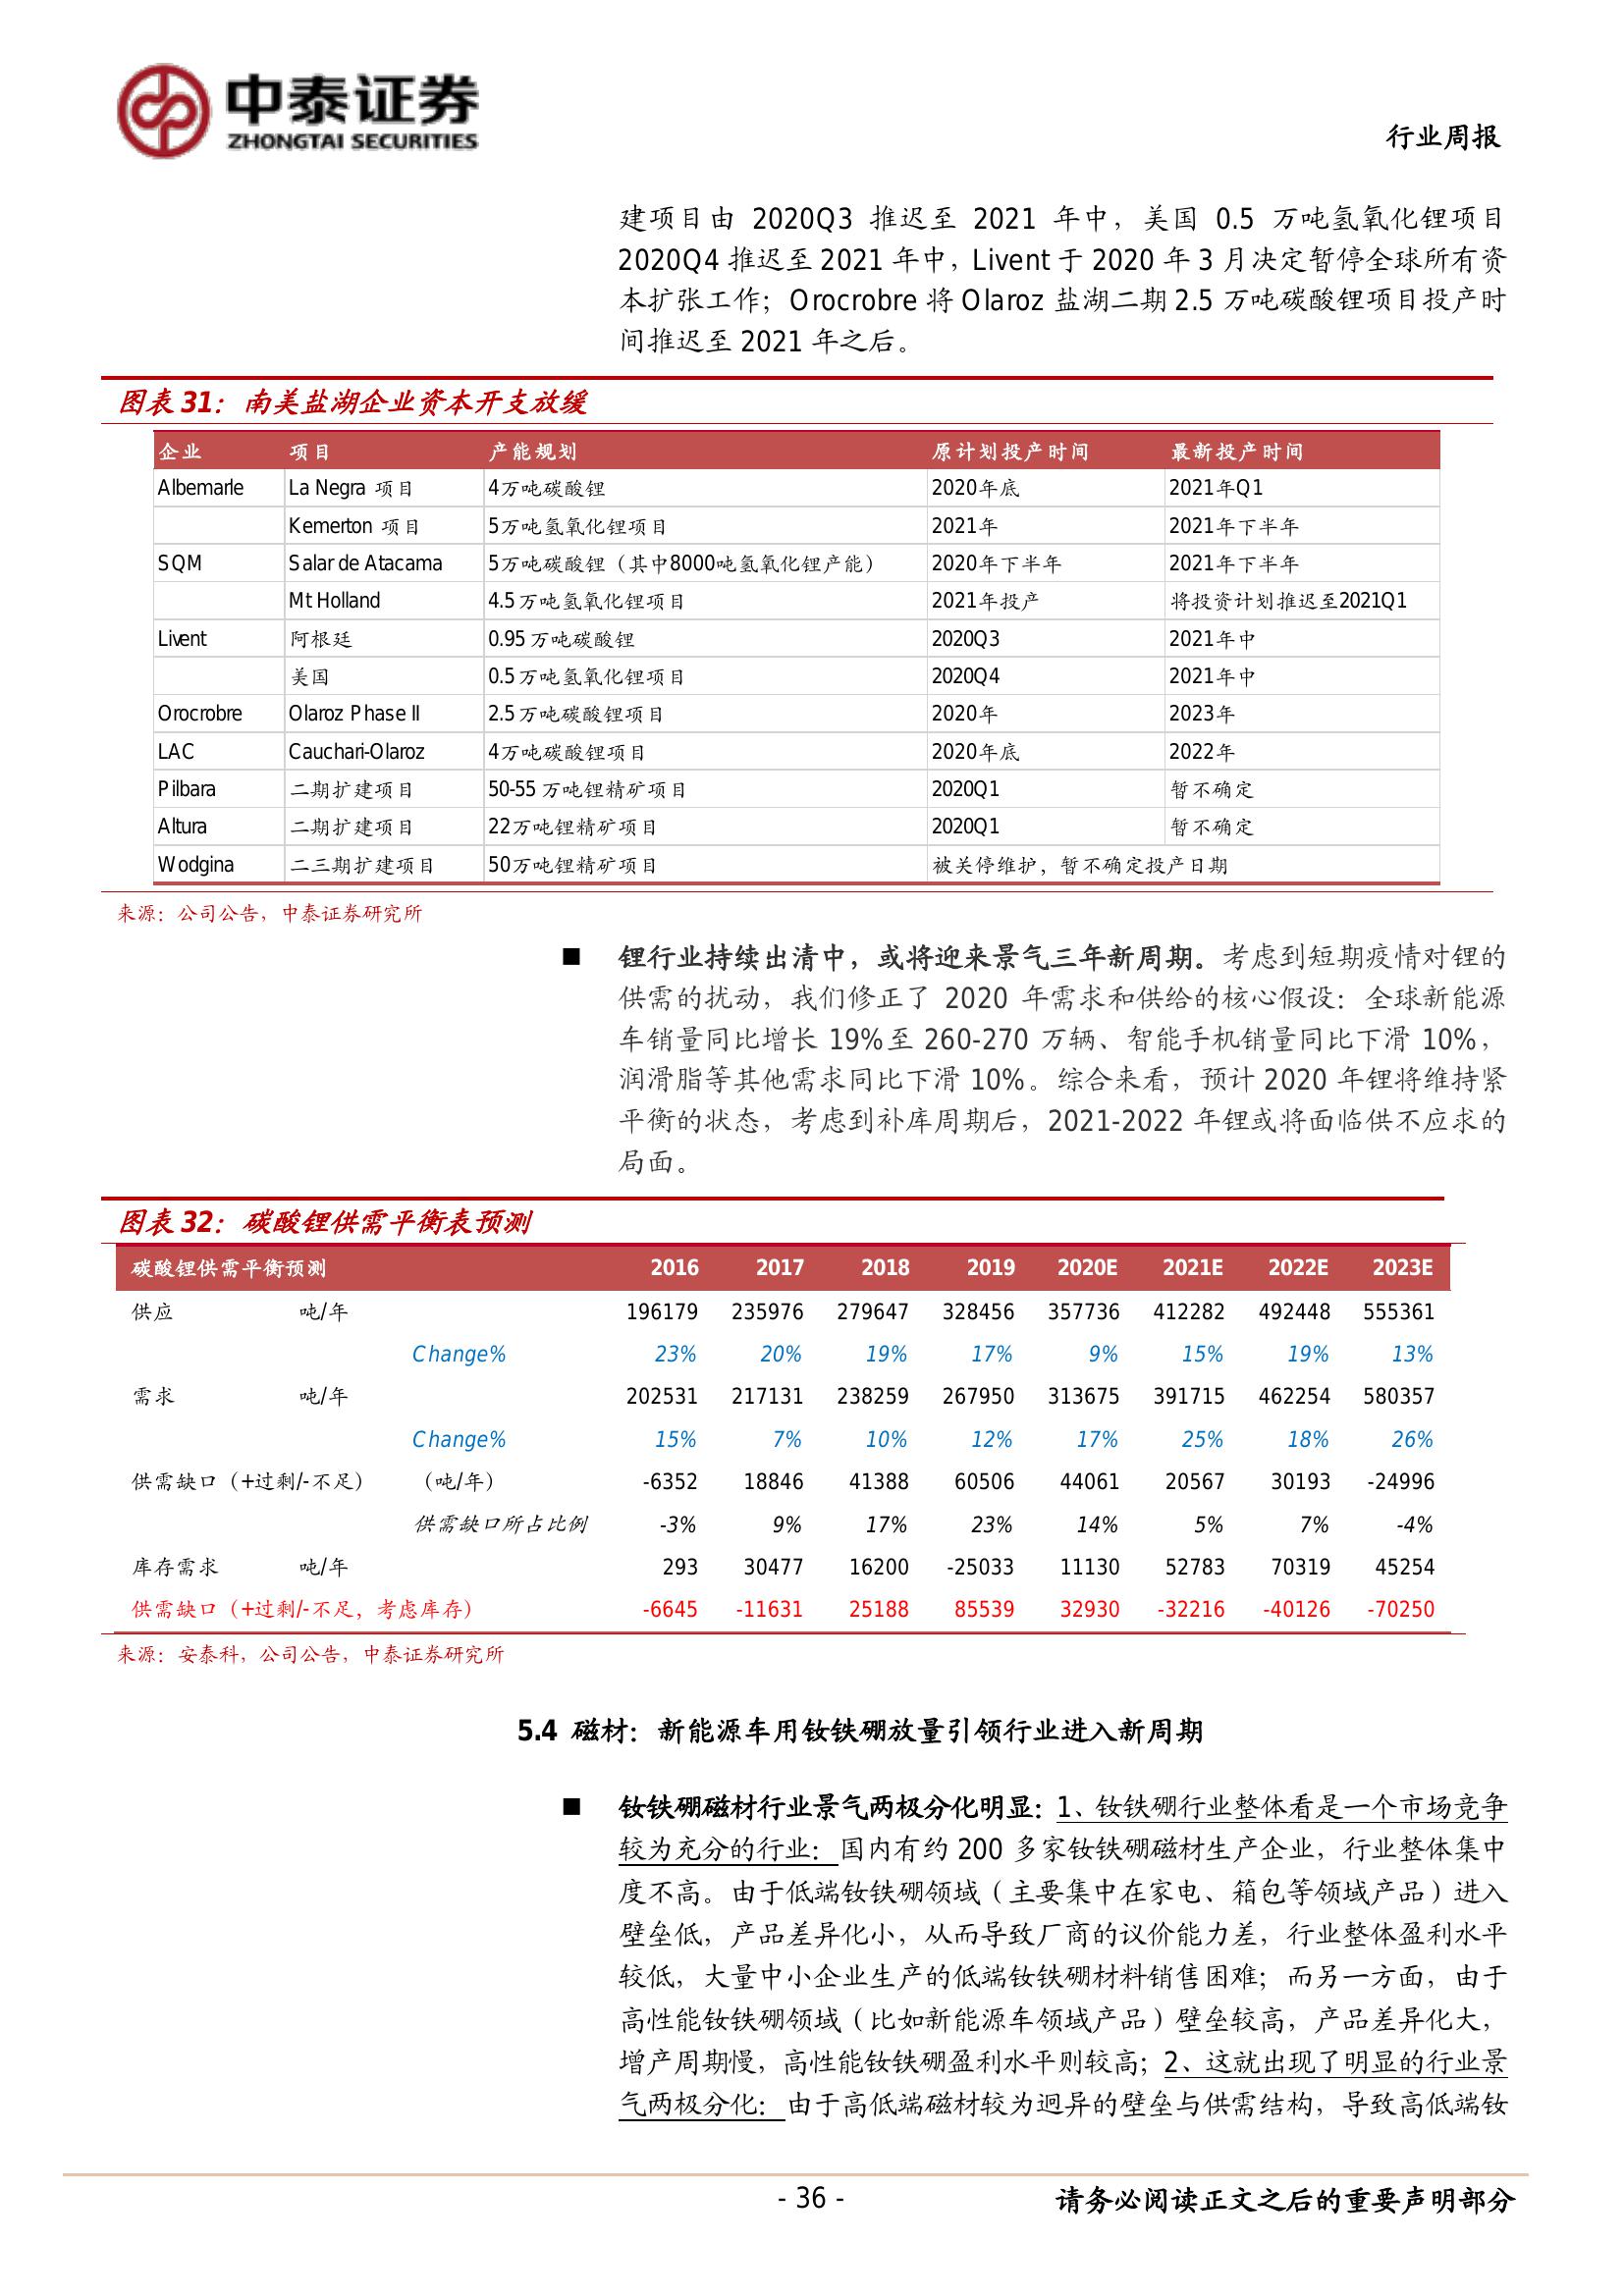 中泰证券
ZHONGTAI SECURITIES
行业周报
建项目由 2020Q3 推迟至 2021 年中，美国 0.5 万吨氢氧化锂项目
2020Q4 推迟至 2021 年中，Livent 于 2020 年 3 月决定暂停全球所有资
本扩张工作；Orocrobre 将 Olaroz 盐湖二期 2.5 万吨碳酸锂项目投产时
间推迟至 2021 年之后。
图表 31：南美盐湖企业资本开支放缓
企业 项目 产能规划 原计划投产时间 最新投产时间
Albemarle La Negra 项目 4万吨碳酸锂 2020年底 2021年Q1
Kemerton 项目 5万吨氢氧化锂项目 2021年 2021年下半年
SQM Salar de Atacama 5万吨碳酸锂（其中8000吨氢氧化锂产能） 2020年下半年 2021年下半年
Mt Holland 4.5万吨氢氧化锂项目 2021年投产 将投资计划推迟至2021Q1
Livent 阿根廷 0.95万吨碳酸锂 2020Q3 2021年中
美国 0.5万吨氢氧化锂项目 2020Q4 2021年中
Orocrobre Olaroz Phase II 2.5万吨碳酸锂项目 2020年 2023年
LAC Cauchari-Olaroz 4万吨碳酸锂项目 2020年底 2022年
Pilbara 二期扩建项目 50-55 万吨锂精矿项目 2020Q1 暂不确定
Altura 二期扩建项目 22万吨锂精矿项目 2020Q1 暂不确定
Wodgina 二三期扩建项目 50万吨锂精矿项目 被关停维护，暂不确定投产日期
来源：公司公告，中泰证券研究所
■ 锂行业持续出清中，或将迎来景气三年新周期。考虑到短期疫情对锂的
供需的扰动，我们修正了 2020 年需求和供给的核心假设：全球新能源
车销量同比增长 19%至 260-270 万辆、智能手机销量同比下滑 10%，
润滑脂等其他需求同比下滑 10%。综合来看，预计 2020 年锂将维持紧
平衡的状态，考虑到补库周期后，2021-2022 年锂或将面临供不应求的
局面。
图表 32：碳酸锂供需平衡表预测
碳酸锂供需平衡预测 2016 2017 2018 2019 2020E 2021E 2022E 2023E
供应 吨/年 196179 235976 279647 328456 357736 412282 492448 555361
Change% 23% 20% 19% 17% 9% 15% 19% 13%
需求 吨/年 202531 217131 238259 267950 313675 391715 462254 580357
Change% 15% 7% 10% 12% 17% 25% 18% 26%
供需缺口（+过剩/-不足） （吨/年） -6352 18846 41388 60506 44061 20567 30193 -24996
供需缺口所占比例 -3% 9% 17% 23% 14% 5% 7% -4%
库存需求 吨/年 293 30477 16200 -25033 11130 52783 70319 45254
供需缺口（+过剩/-不足，考虑库存） -6645 -11631 25188 85539 32930 -32216 -40126 -70250
来源：安泰科，公司公告，中泰证券研究所
5.4 磁材：新能源车用钕铁硼放量引领行业进入新周期
■ 钕铁硼磁材行业景气两极分化明显：1、钕铁硼行业整体看是一个市场竞争
较为充分的行业：国内有约 200 多家钕铁硼磁材生产企业，行业整体集中
度不高。由于低端钕铁硼领域（主要集中在家电、箱包等领域产品）进入
壁垒低，产品差异化小，从而导致厂商的议价能力差，行业整体盈利水平
较低，大量中小企业生产的低端钕铁硼材料销售困难；而另一方面，由于
高性能钕铁硼领域（比如新能源车领域产品）壁垒较高，产品差异化大，
增产周期慢，高性能钕铁硼盈利水平则较高；2、这就出现了明显的行业景
气两极分化：由于高低端磁材较为迥异的壁垒与供需结构，导致高低端钕
- 36 -
请务必阅读正文之后的重要声明部分